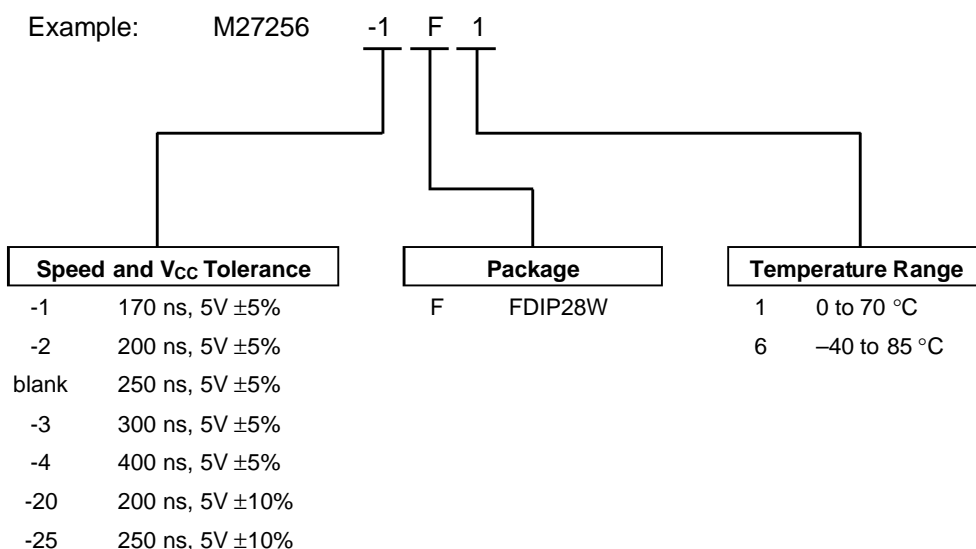 Example: M27256 -1 F 1
Speed and VCC Tolerance
-1 170 ns, 5V ±5%
-2 200 ns, 5V ±5%
blank 250 ns, 5V ±5%
-3 300 ns, 5V ±5%
-4 400 ns, 5V ±5%
-20 200 ns, 5V ±10%
-25 250 ns, 5V ±10%
Package
F FDIP28W
Temperature Range
1 0 to 70 °C
6 –40 to 85 °C